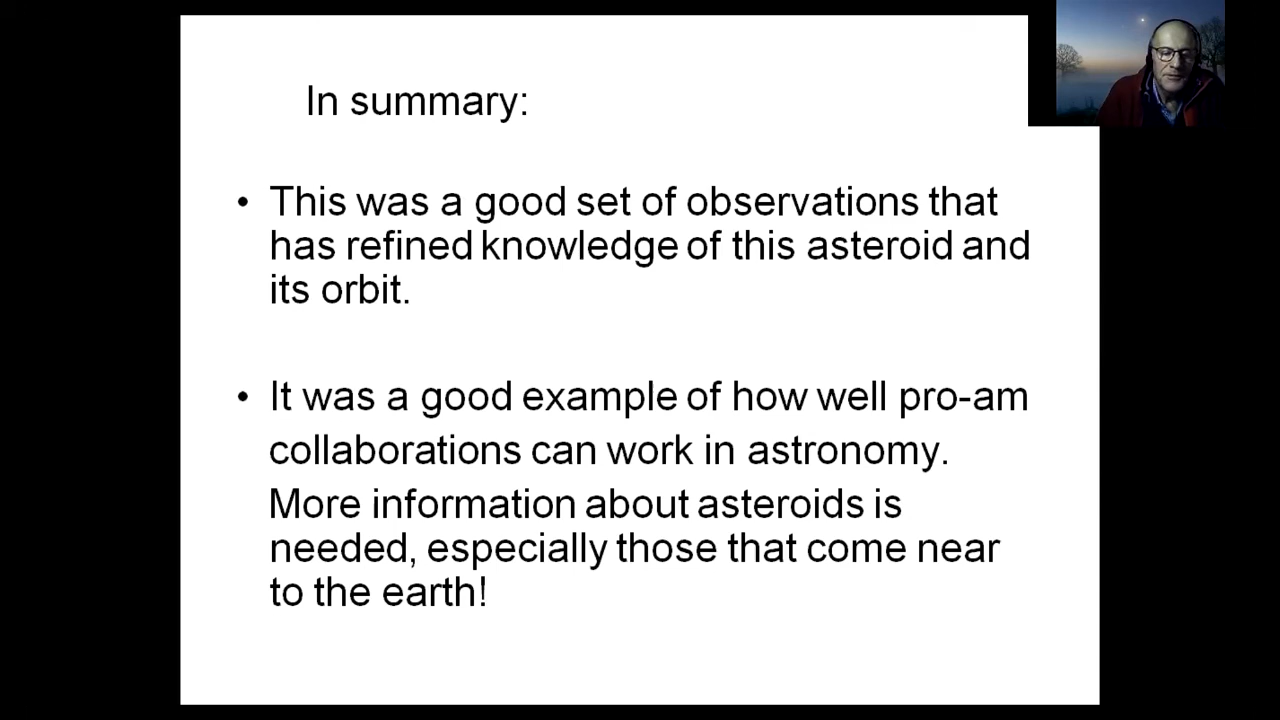 In summary:
• This was a good set of observations that
has refined knowledge of this asteroid and
its orbit.
• It was a good example of how well pro-am
collaborations can work in astronomy.
More information about asteroids is
needed, especially those that come near
to the earth!